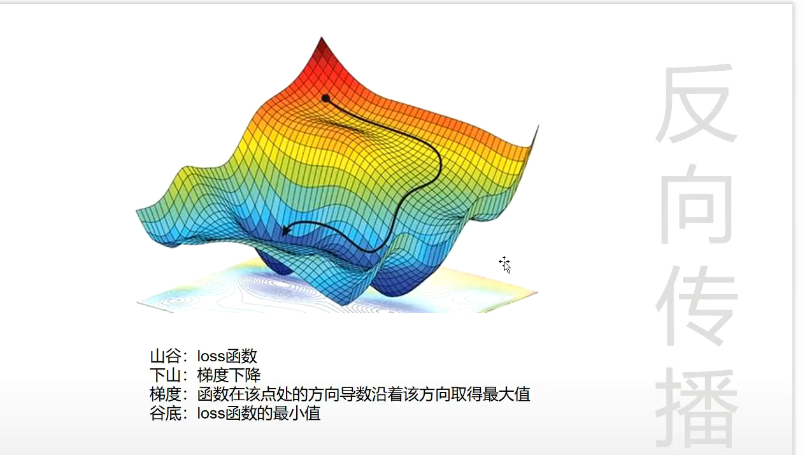 反向传播
山谷：loss函数
下山：梯度下降
梯度：函数在该点处的方向导数沿着该方向取得最大值
谷底：loss函数的最小值